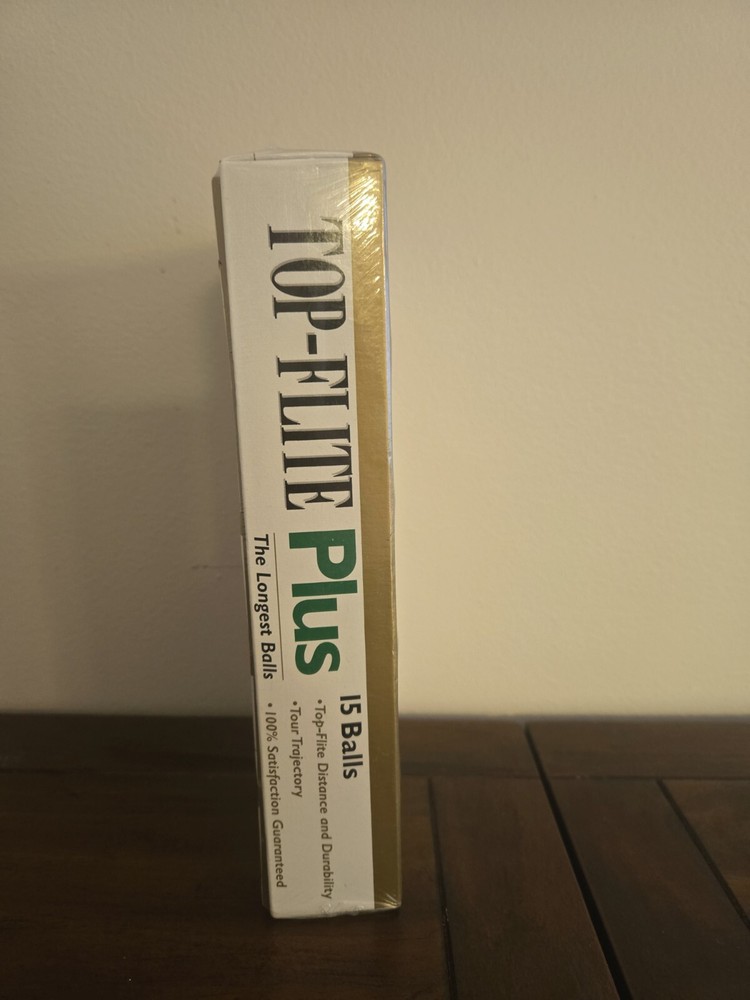 TOP-FLITE Plus
The Longest Balls
15 Balls
•Top-Flite Distance and Durability
•Tour Trajectory
•100% Satisfaction Guaranteed